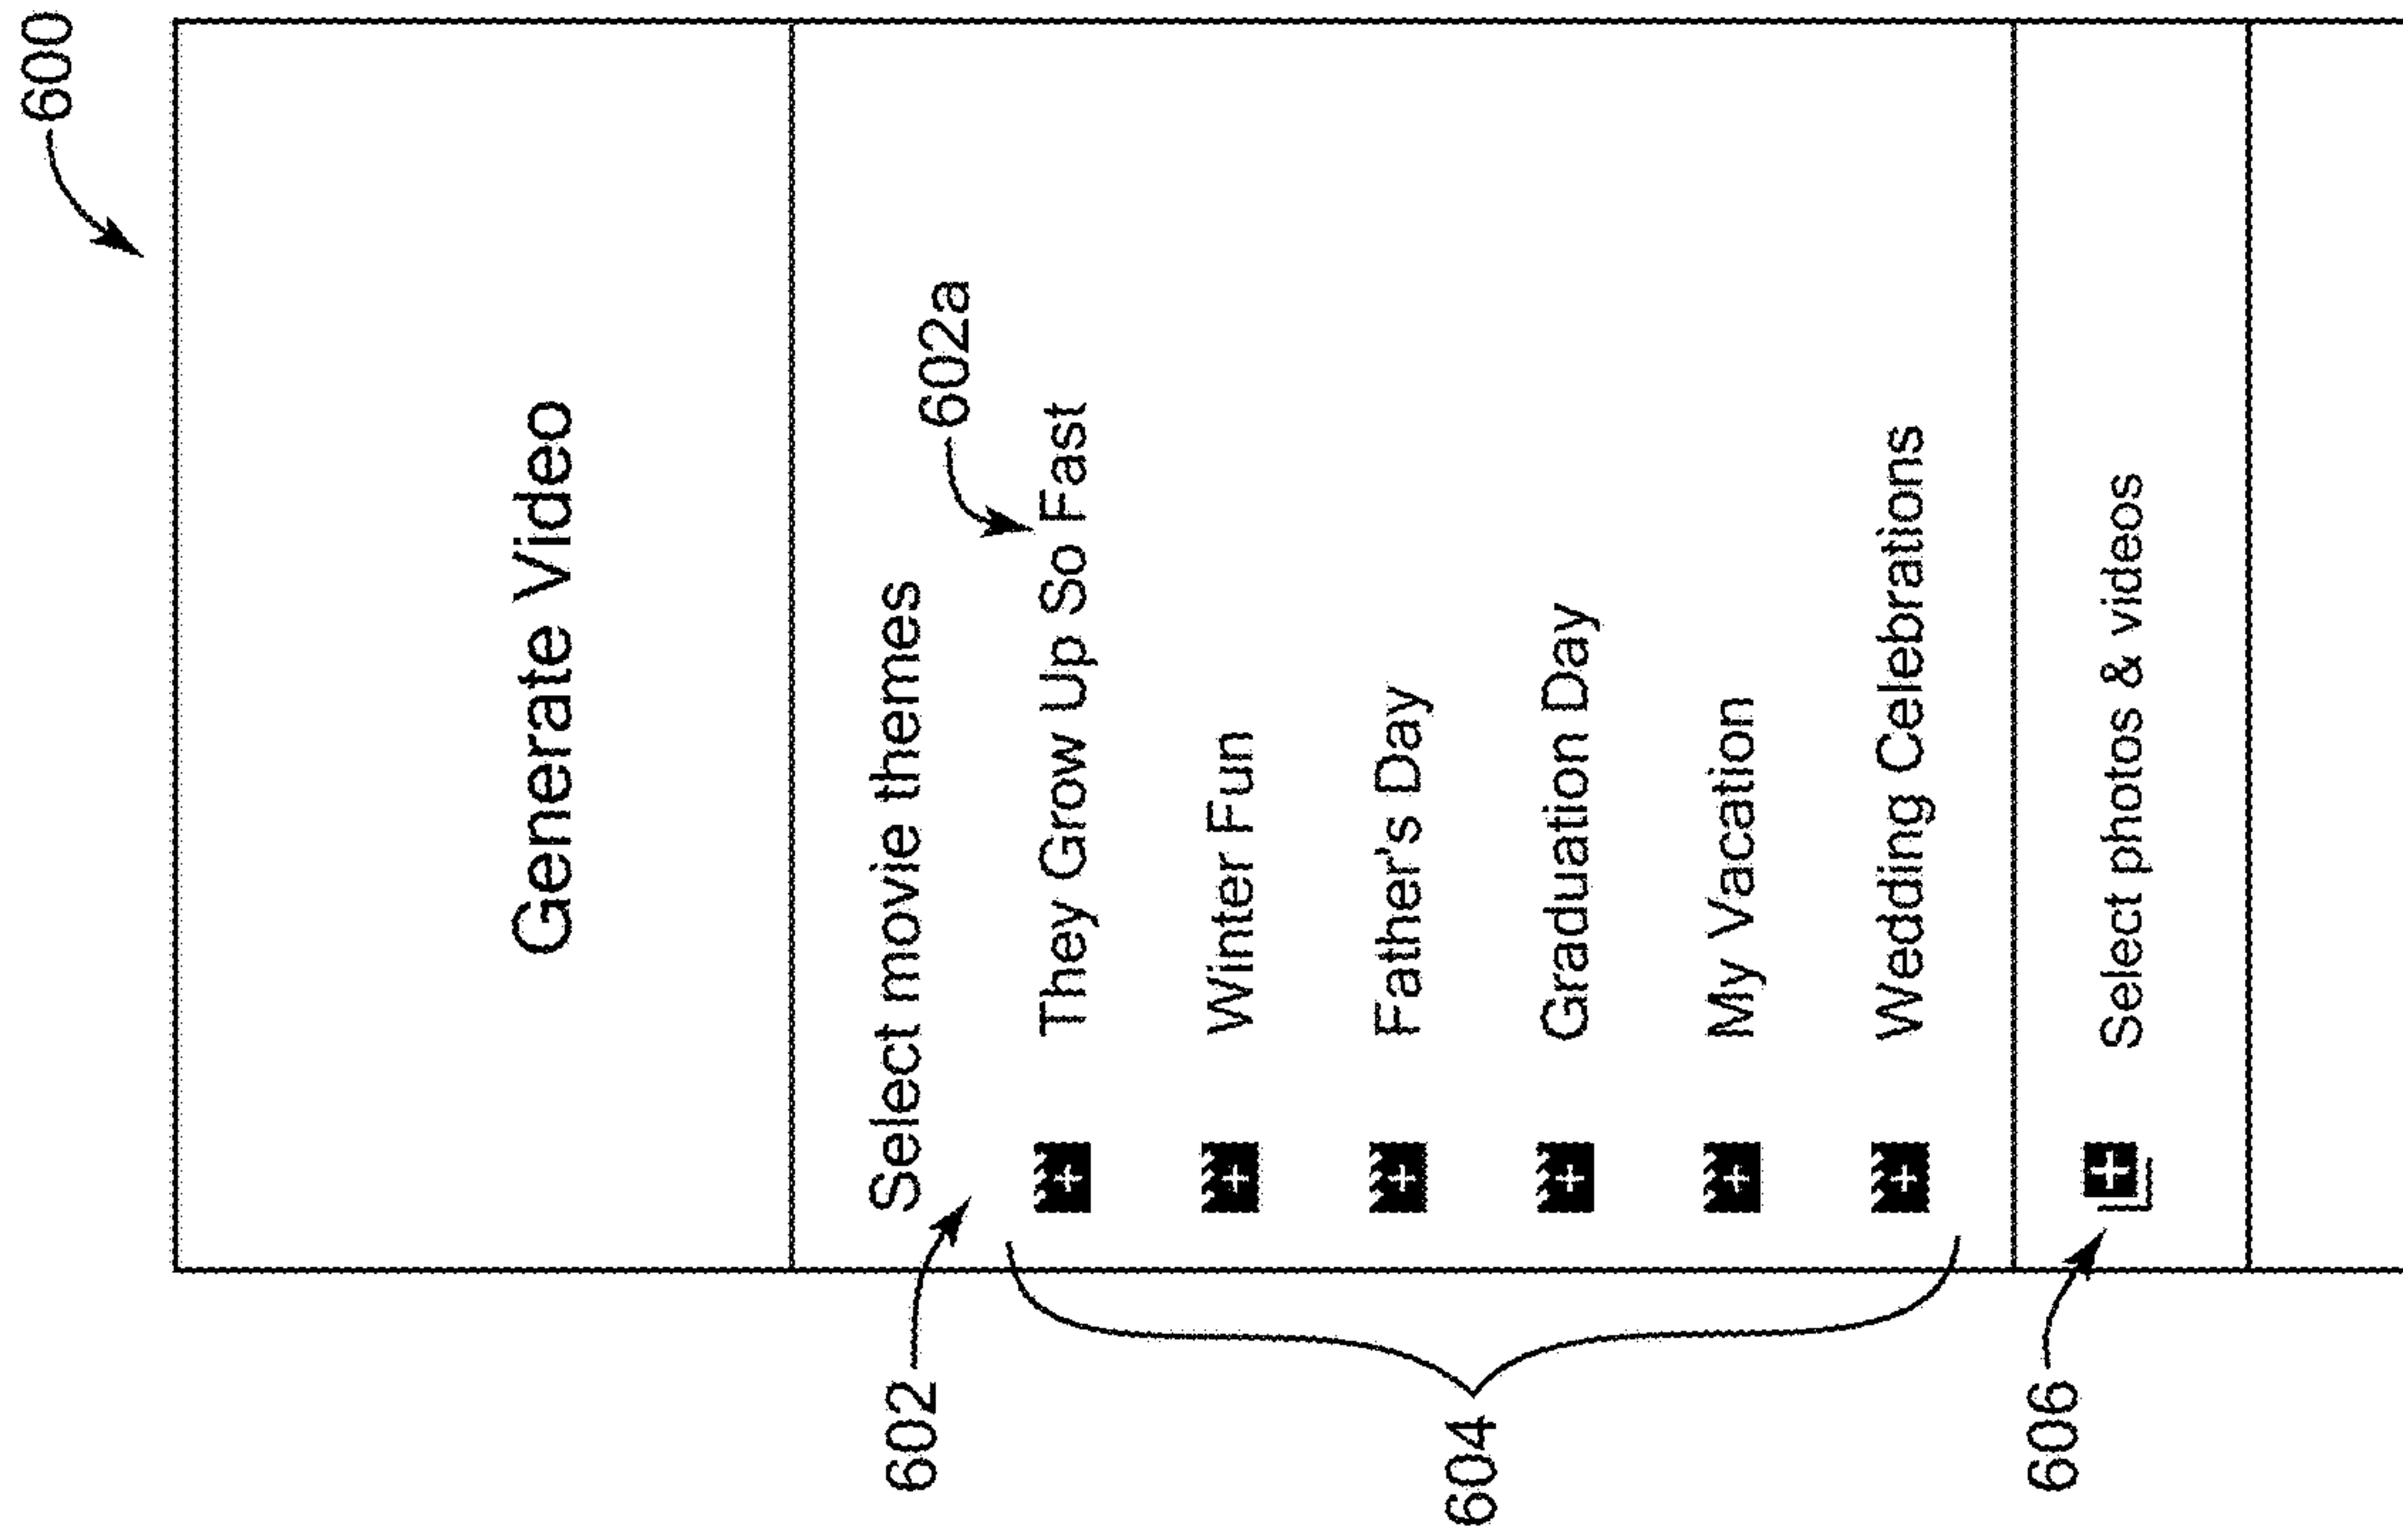 600
Generate Video
602
Select movie themes
602a
They Grow Up So Fast
Winter Fun
Father's Day
604
Graduation Day
My Vacation
Wedding Celebrations
606
Select photos & videos